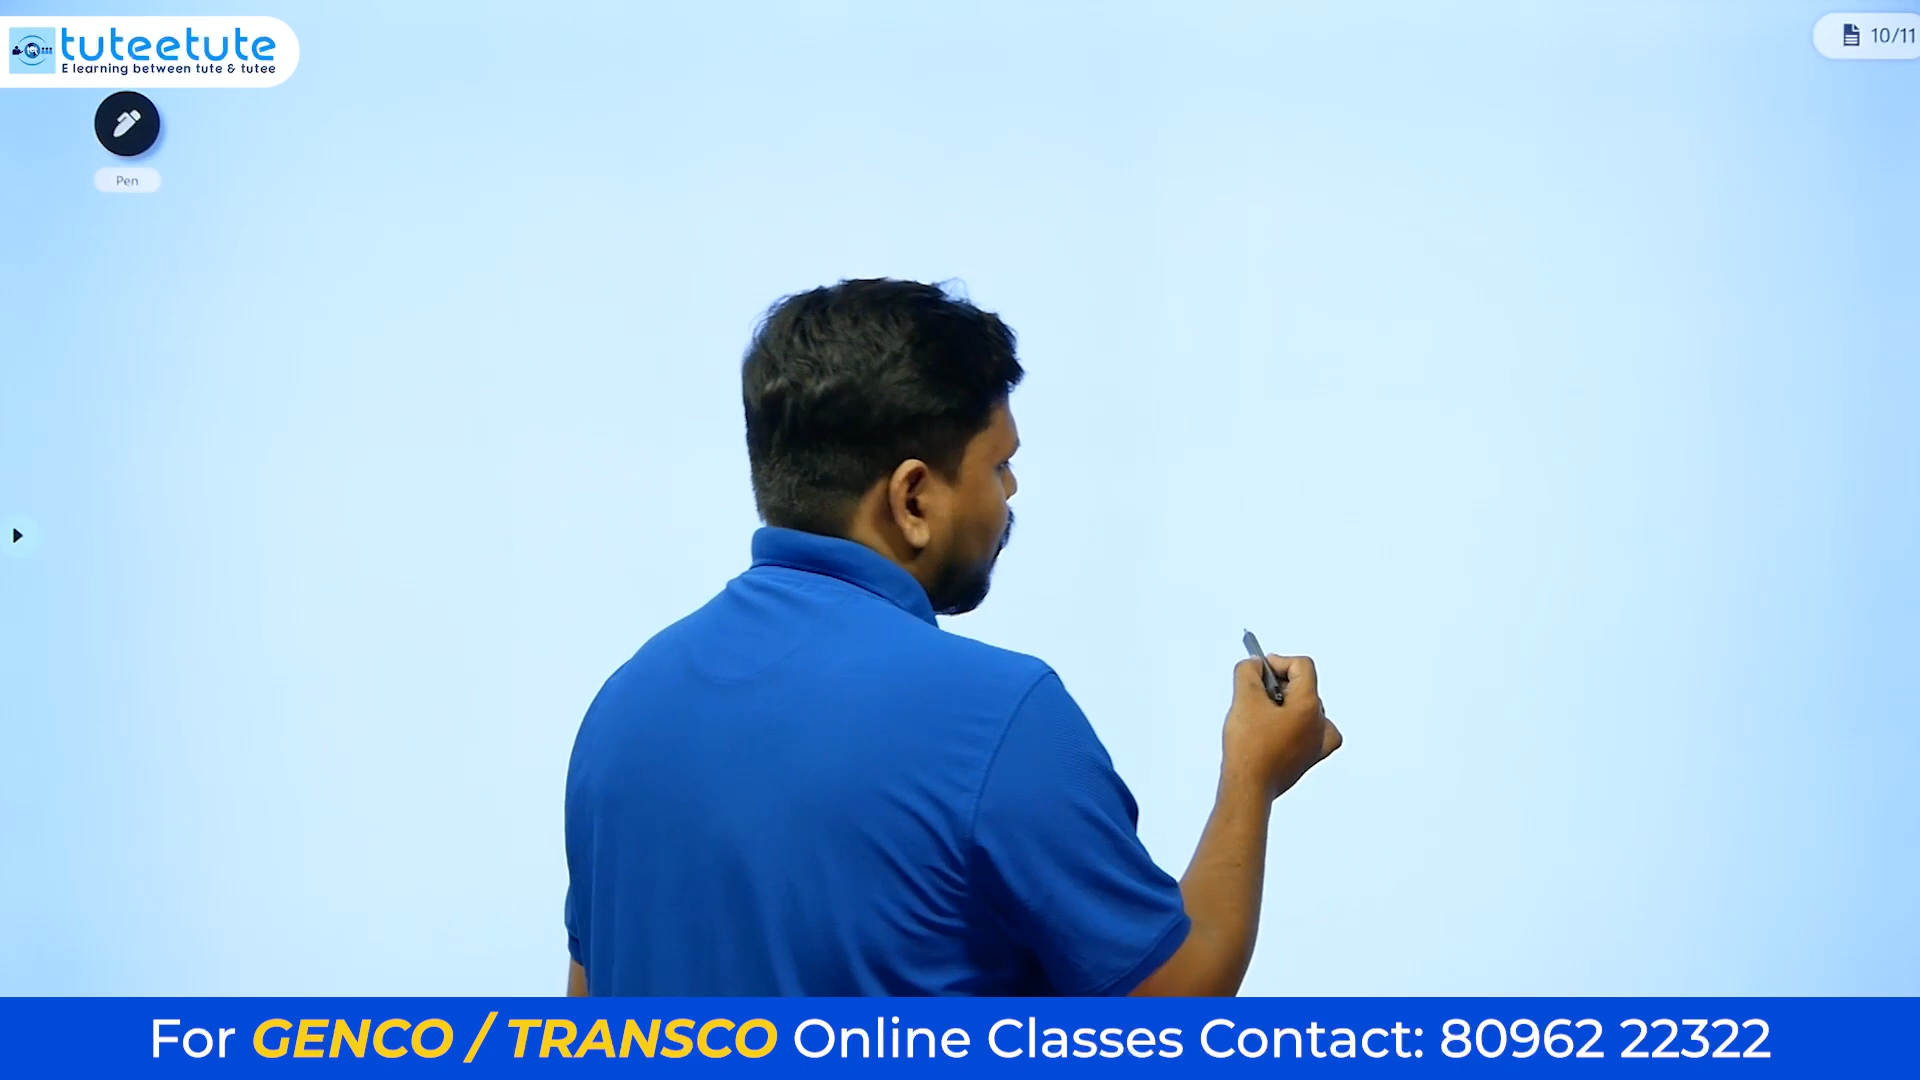 tuteetute
E learning between tute & tutee
10/11
Pen
For GENCO / TRANSCO Online Classes Contact: 80962 22322